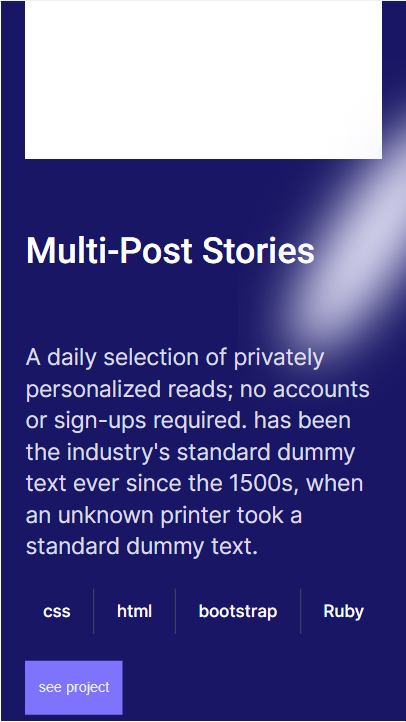 Multi-Post Stories
A daily selection of privately
personalized reads; no accounts
or sign-ups required. has been
the industry's standard dummy
text ever since the 1500s, when
an unknown printer took a
standard dummy text.
css html bootstrap Ruby
see project